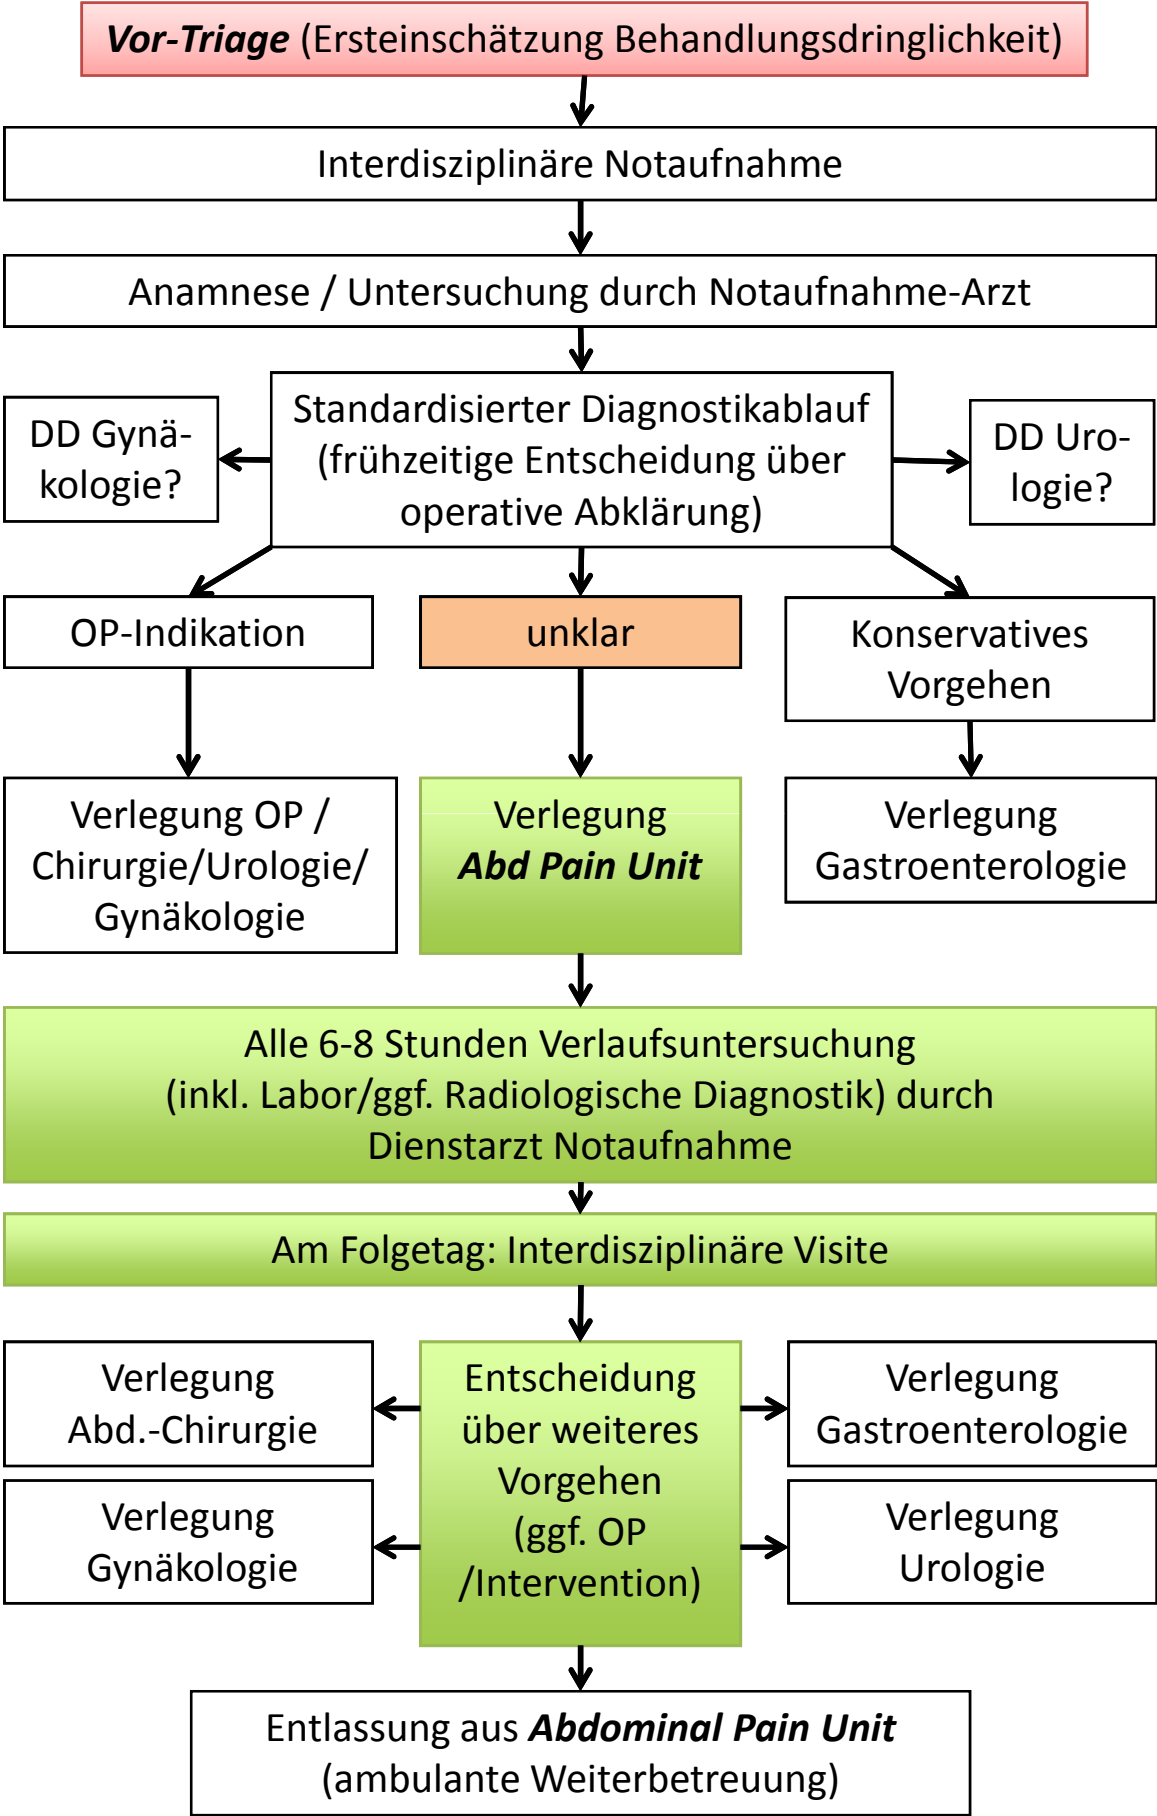 Vor-Triage (Ersteinschätzung Behandlungsdringlichkeit)
Interdisziplinäre Notaufnahme
Anamnese / Untersuchung durch Notaufnahme-Arzt
DD Gynä-
kologie?
Standardisierter Diagnostikablauf
(frühzeitige Entscheidung über
operative Abklärung)
DD Uro-
logie?
OP-Indikation
unklar
Konservatives
Vorgehen
Verlegung OP /
Chirurgie/Urologie/
Gynäkologie
Verlegung
Abd Pain Unit
Verlegung
Gastroenterologie
Alle 6-8 Stunden Verlaufsuntersuchung
(inkl. Labor/ggf. Radiologische Diagnostik) durch
Dienstarzt Notaufnahme
Am Folgetag: Interdisziplinäre Visite
Verlegung
Abd.-Chirurgie
Verlegung
Gynäkologie
Entscheidung
über weiteres
Vorgehen
(ggf. OP
/Intervention)
Verlegung
Gastroenterologie
Verlegung
Urologie
Entlassung aus Abdominal Pain Unit
(ambulante Weiterbetreuung)